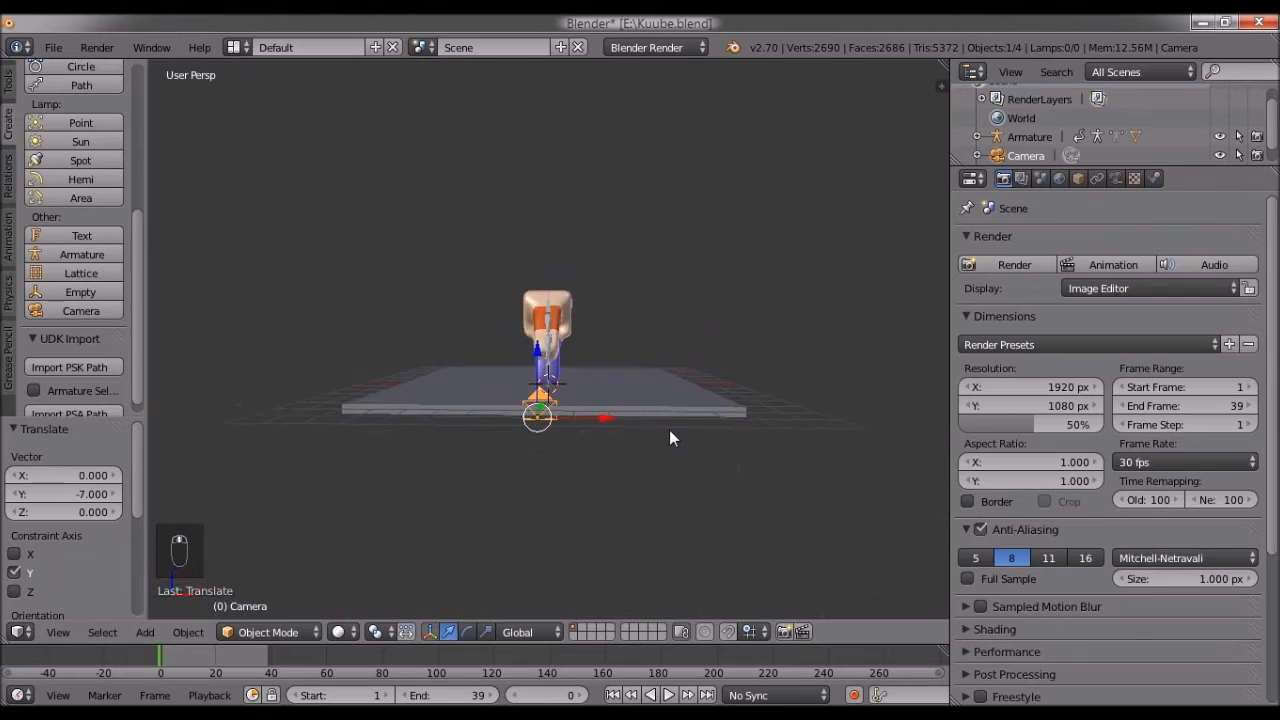 Blender* [E:\Kuube.blend]
File Render Window Help Default Scene Blender Render v2.70 | Verts:2690 | Faces:2686 | Tris:5372 | Objects:1/4 | Lamps:0/0 | Mem:12.56M | Camera
Tools
Create
Relations
Animation
Physics
Grease Pencil
Circle
Path
Lamp:
Point
Sun
Spot
Hemi
Area
Other:
Text
Armature
Lattice
Empty
Camera
UDK Import
Import PSK Path
Armature Sel...
Import PSA Path
Translate
Vector
X: 0.000
Y: -7.000
Z: 0.000
Constraint Axis
X
Y
Z
Orientation
User Persp
Last: Translate
(0) Camera
View Select Add Object Object Mode Global
-40 -20 0 20 40 60 80 100 120 140 160 180 200 220 240 260
View Marker Frame Playback Start: 1 End: 39 0 No Sync
View Search All Scenes
RenderLayers
World
Armature
Camera
Scene
Render
Render Animation Audio
Display: Image Editor
Dimensions
Render Presets
Resolution: Frame Range:
X: 1920 px Start Frame: 1
Y: 1080 px End Frame: 39
50% Frame Step: 1
Aspect Ratio: Frame Rate:
X: 1.000 30 fps
Y: 1.000 Time Remapping:
Border Crop Old: 100 Ne: 100
Anti-Aliasing
5 8 11 16 Mitchell-Netravali
Full Sample Size: 1.000 px
Sampled Motion Blur
Shading
Performance
Post Processing
Freestyle